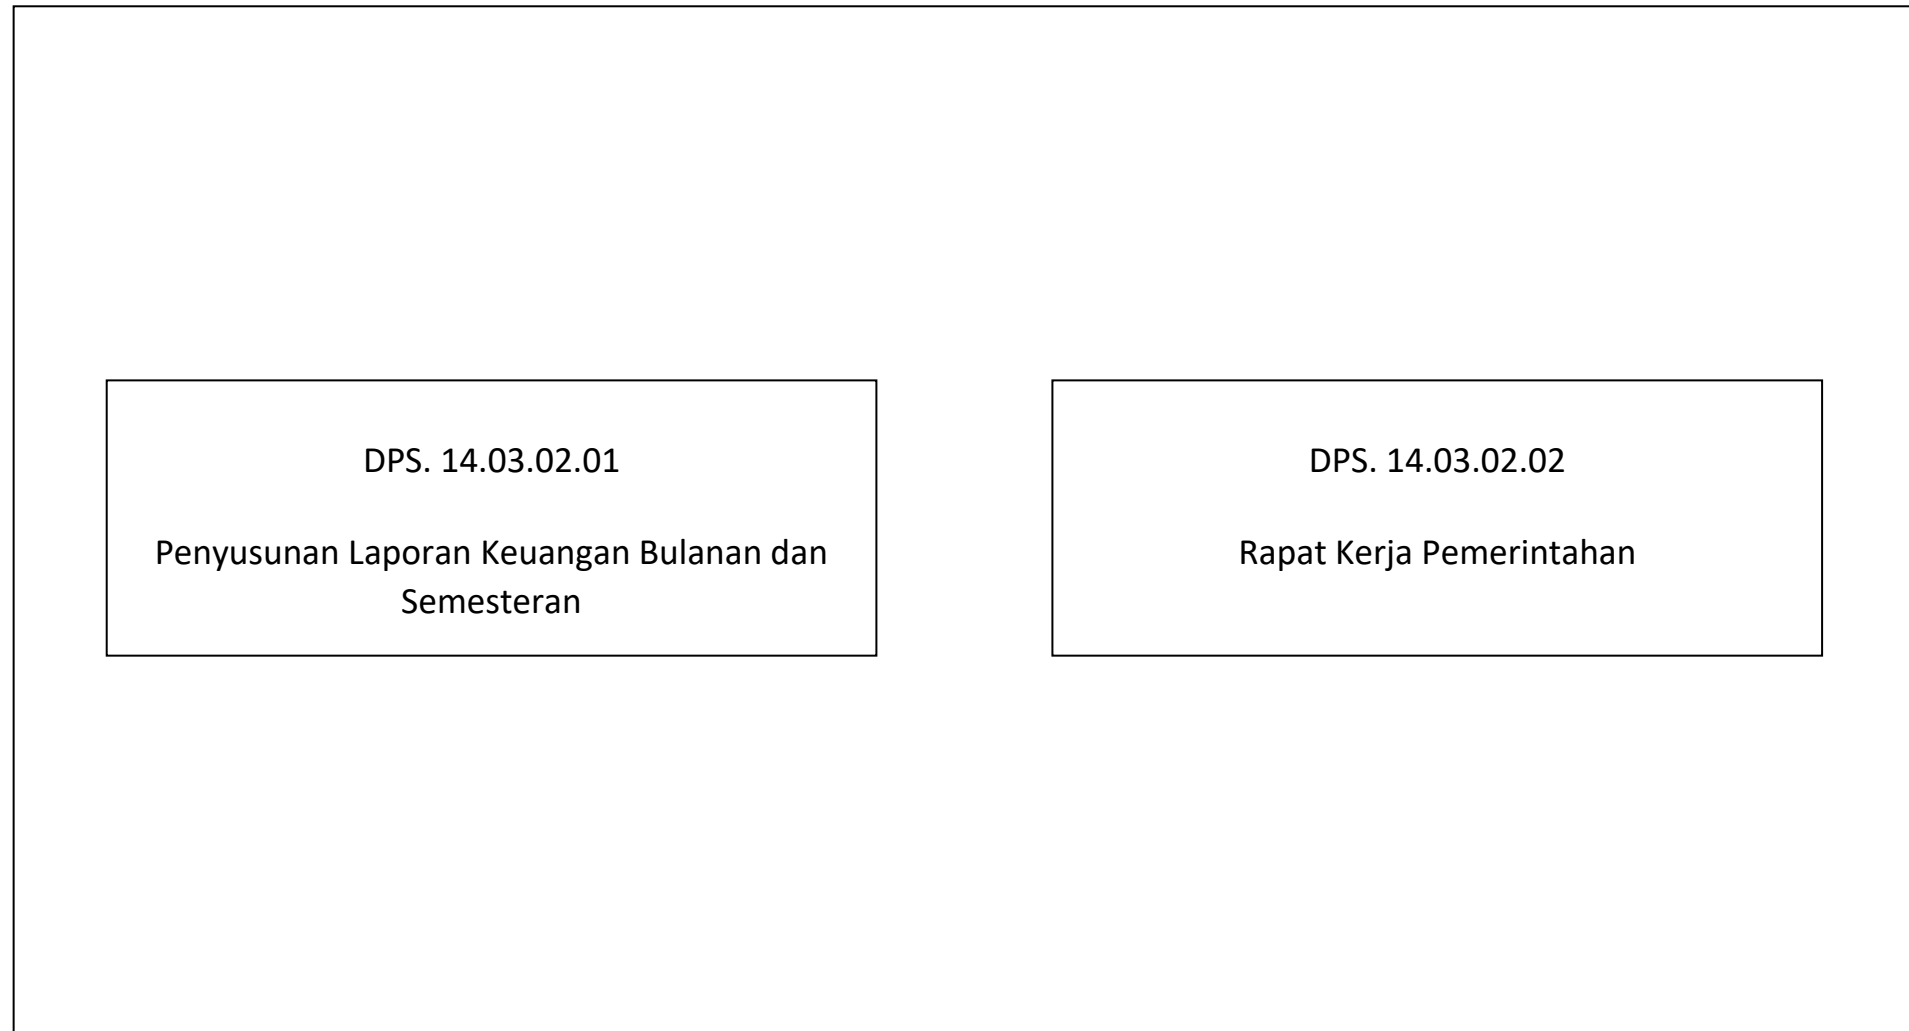 DPS. 14.03.02.01
Penyusunan Laporan Keuangan Bulanan dan
Semesteran
DPS. 14.03.02.02
Rapat Kerja Pemerintahan